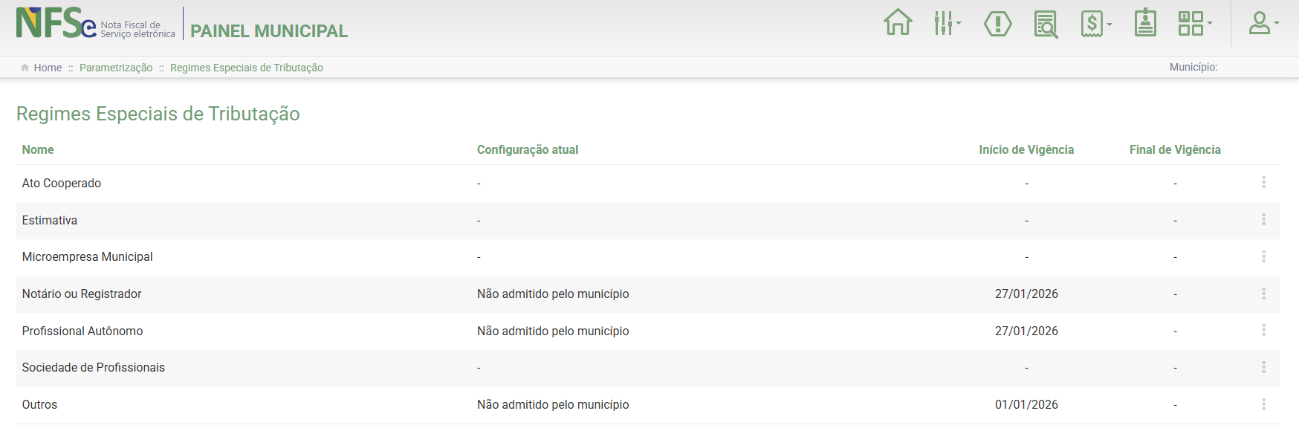 NFSe Nota Fiscal de Serviço eletrônica PAINEL MUNICIPAL
Home :: Parametrização :: Regimes Especiais de Tributação Município:
Regimes Especiais de Tributação
Nome Configuração atual Início de Vigência Final de Vigência
Ato Cooperado - - -
Estimativa - - -
Microempresa Municipal - - -
Notário ou Registrador Não admitido pelo município 27/01/2026 -
Profissional Autônomo Não admitido pelo município 27/01/2026 -
Sociedade de Profissionais - - -
Outros Não admitido pelo município 01/01/2026 -